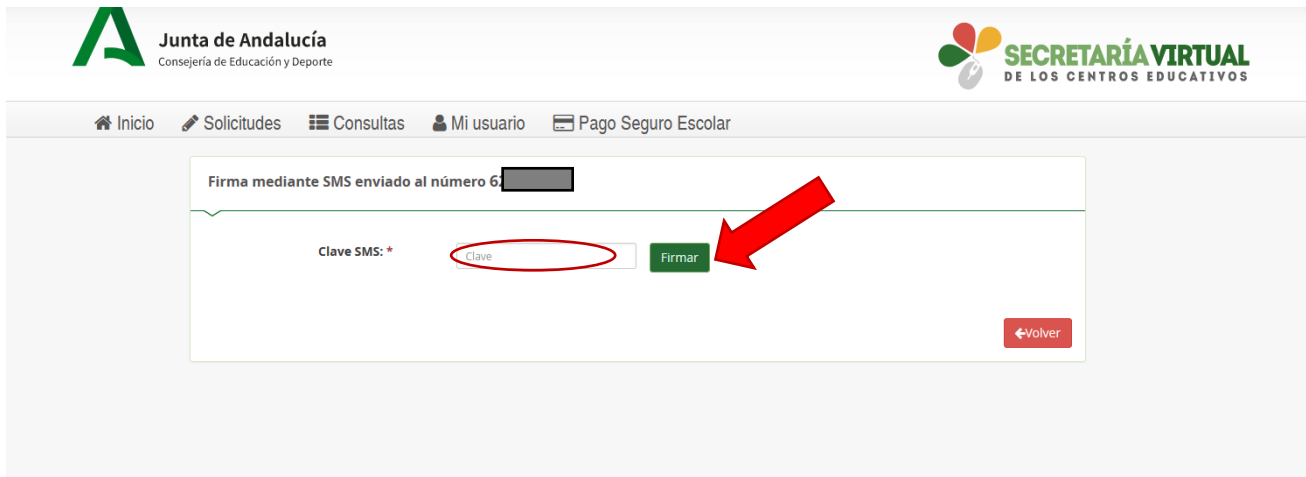 Junta de Andalucía
Consejería de Educación y Deporte
SECRETARÍA VIRTUAL
DE LOS CENTROS EDUCATIVOS
Inicio Solicitudes Consultas Mi usuario Pago Seguro Escolar
Firma mediante SMS enviado al número 62
Clave SMS: * Clave Firmar
Volver